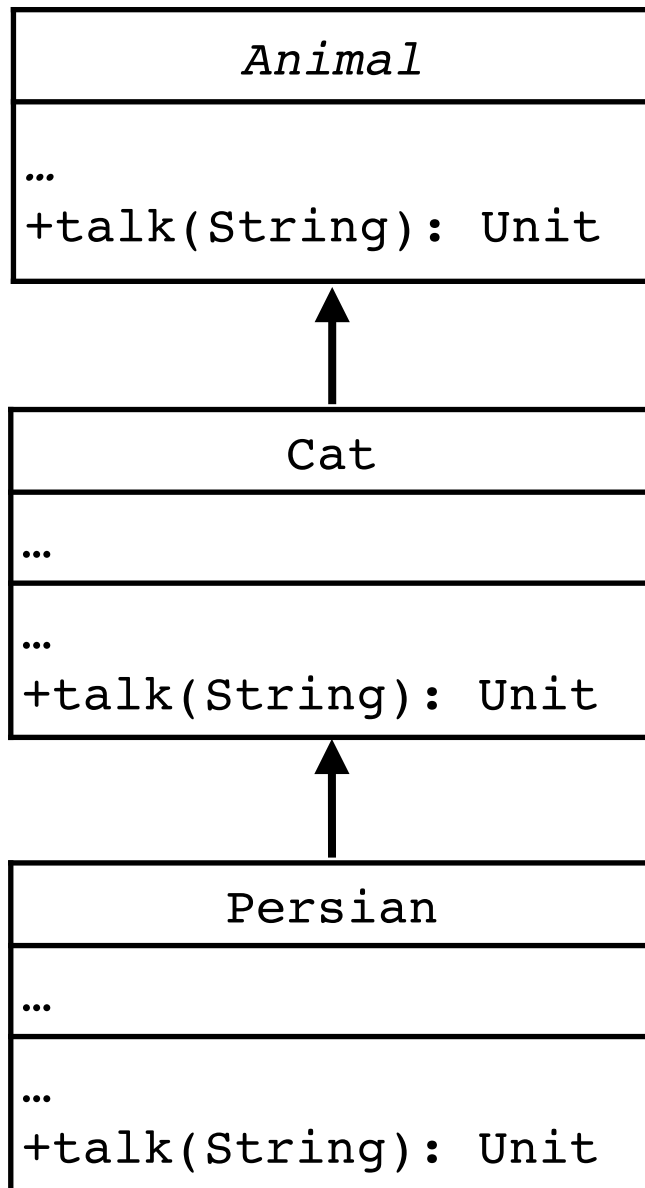 Animal
…
+talk(String): Unit
Cat
…
…
+talk(String): Unit
Persian
…
…
+talk(String): Unit